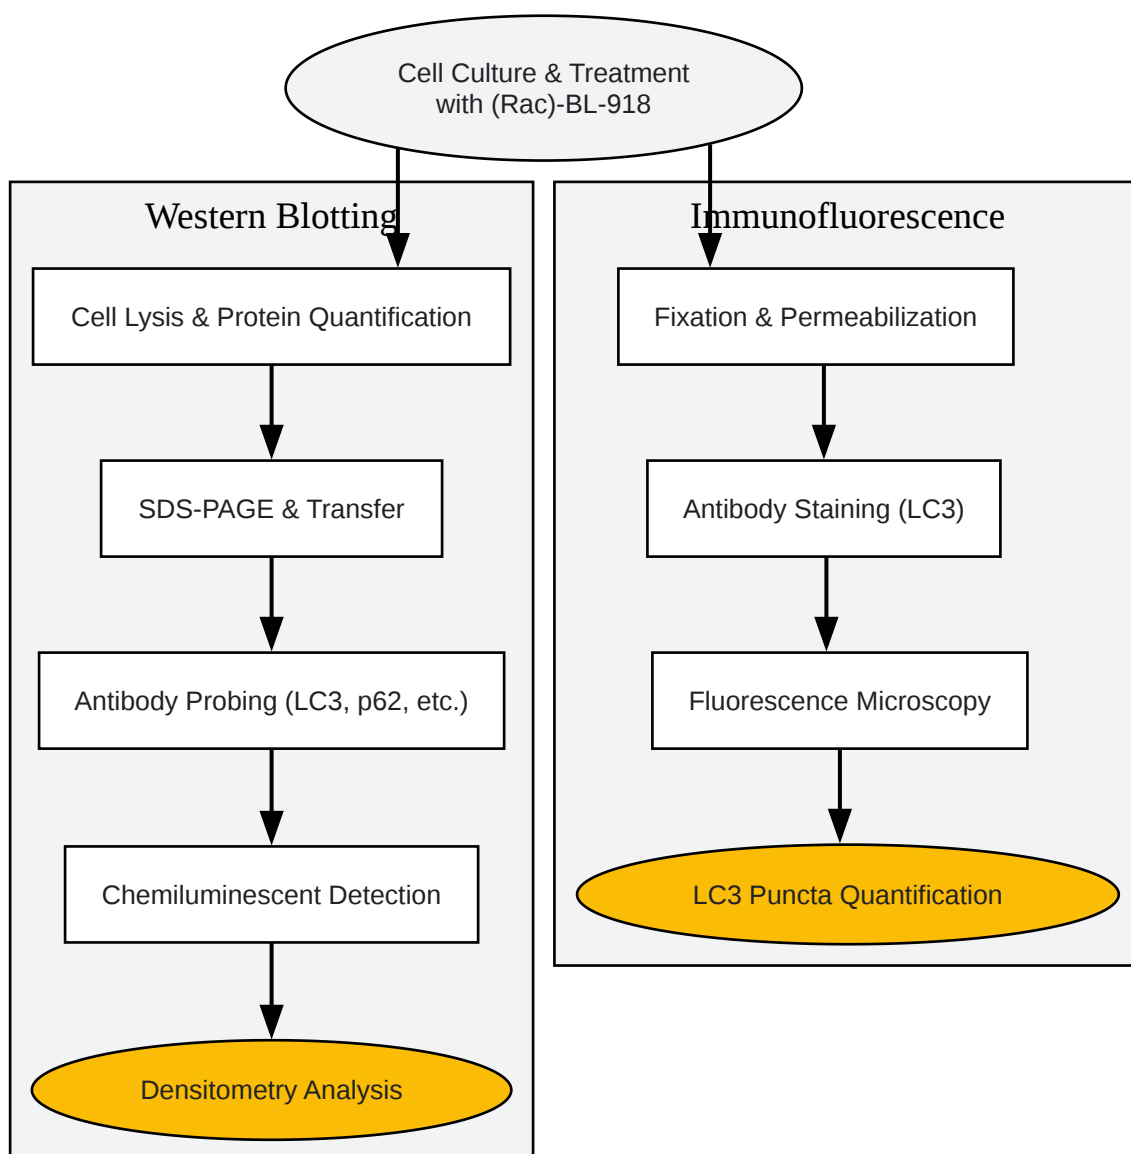 Cell Culture & Treatment
with (Rac)-BL-918
Western Blotting
Cell Lysis & Protein Quantification
SDS-PAGE & Transfer
Antibody Probing (LC3, p62, etc.)
Chemiluminescent Detection
Densitometry Analysis
Immunofluorescence
Fixation & Permeabilization
Antibody Staining (LC3)
Fluorescence Microscopy
LC3 Puncta Quantification